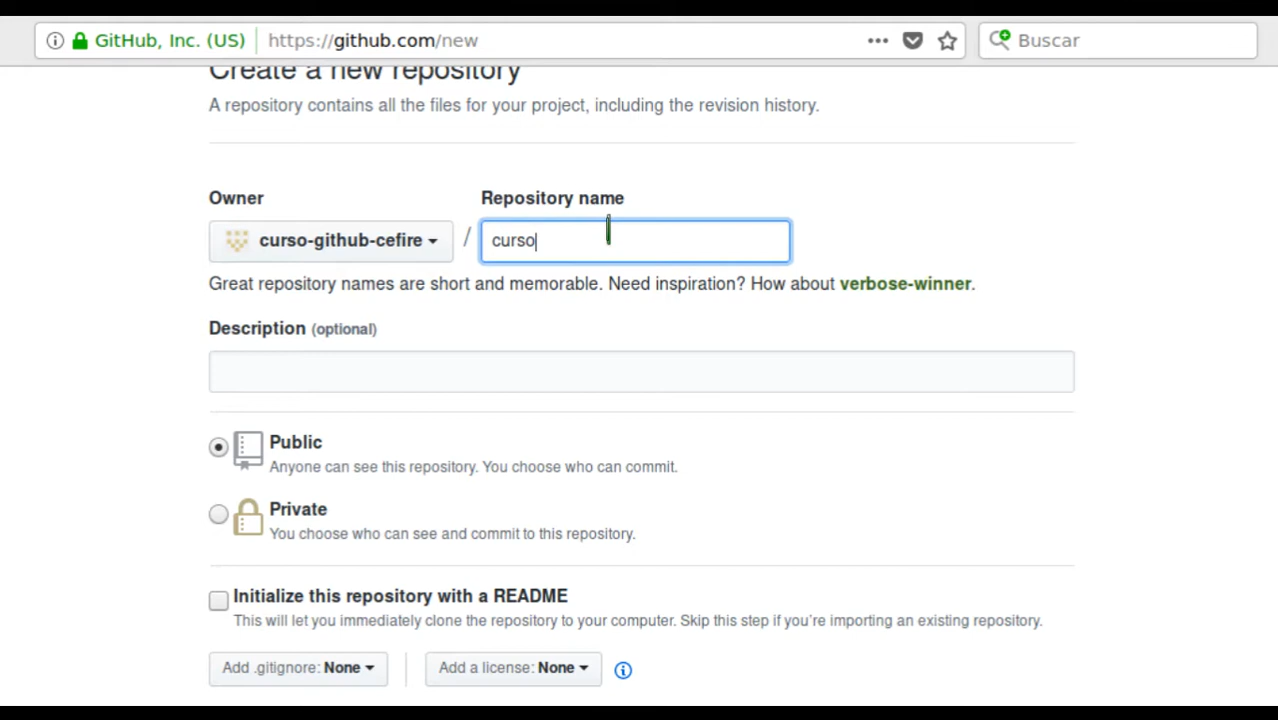 GitHub, Inc. (US) https://github.com/new ••• Buscar
Create a new repository
A repository contains all the files for your project, including the revision history.
Owner Repository name
curso-github-cefire / curso
Great repository names are short and memorable. Need inspiration? How about verbose-winner.
Description (optional)
Public
Anyone can see this repository. You choose who can commit.
Private
You choose who can see and commit to this repository.
Initialize this repository with a README
This will let you immediately clone the repository to your computer. Skip this step if you’re importing an existing repository.
Add .gitignore: None Add a license: None